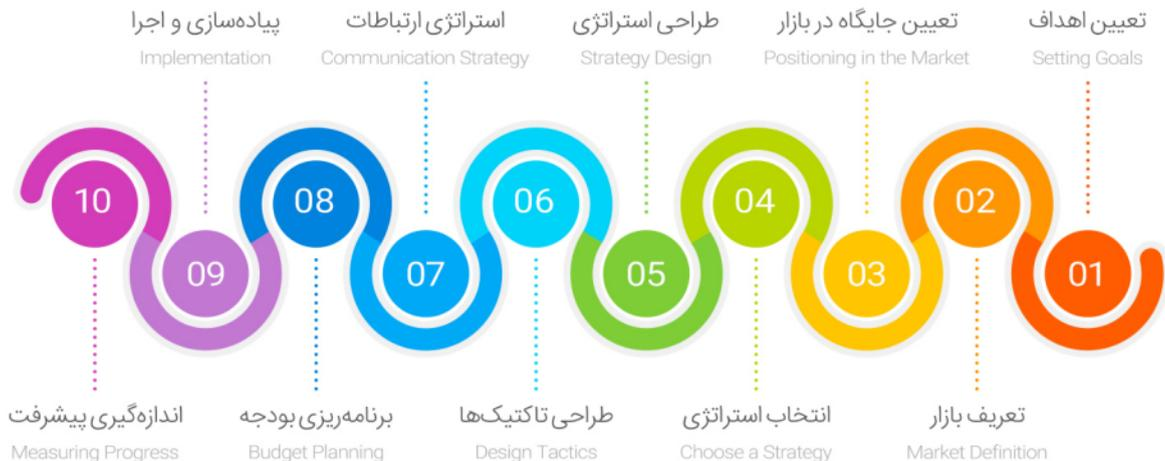 تعیین اهداف
Setting Goals
01
تعریف بازار
Market Definition
02
تعیین جایگاه در بازار
Positioning in the Market
03
انتخاب استراتژی
Choose a Strategy
04
طراحی استراتژی
Strategy Design
05
طراحی تاکتیک‌ها
Design Tactics
06
استراتژی ارتباطات
Communication Strategy
07
برنامه‌ریزی بودجه
Budget Planning
08
پیاده‌سازی و اجرا
Implementation
09
اندازه‌گیری پیشرفت
Measuring Progress
10